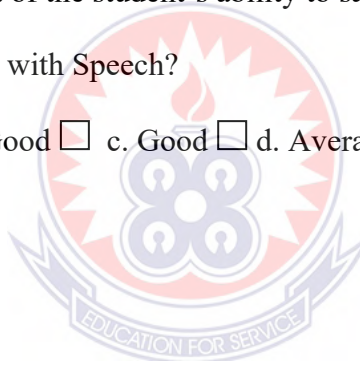 of the student's ability to
with Speech?
ood ☐ c. Good ☐ d. Avera
EDUCATION FOR SERVICE